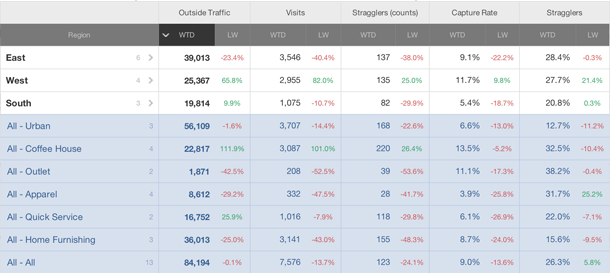 Outside Traffic Visits Stragglers (counts) Capture Rate Stragglers
Region WTD LW WTD LW WTD LW WTD LW WTD LW
East 6 39,013 -23.4% 3,546 -40.4% 137 -38.0% 9.1% -22.2% 28.4% -0.3%
West 4 25,367 65.8% 2,955 82.0% 135 25.0% 11.7% 9.8% 27.7% 21.4%
South 3 19,814 9.9% 1,075 -10.7% 82 -29.9% 5.4% -18.7% 20.8% 0.3%
All - Urban 3 56,109 -1.6% 3,707 -14.4% 168 -22.6% 6.6% -13.0% 12.7% -11.2%
All - Coffee House 4 22,817 111.9% 3,087 101.0% 220 26.4% 13.5% -5.2% 32.5% -10.4%
All - Outlet 2 1,871 -42.5% 208 -52.5% 39 -53.6% 11.1% -17.3% 38.2% -0.4%
All - Apparel 4 8,612 -29.2% 332 -47.5% 28 -41.7% 3.9% -25.8% 31.7% 25.2%
All - Quick Service 2 16,752 25.9% 1,016 -7.9% 118 -29.8% 6.1% -26.9% 22.0% -7.1%
All - Home Furnishing 3 36,013 -25.0% 3,141 -43.0% 155 -48.3% 8.7% -24.0% 15.6% -9.5%
All - All 13 84,194 -0.1% 7,576 -13.7% 123 -24.1% 9.0% -13.6% 26.3% 5.8%